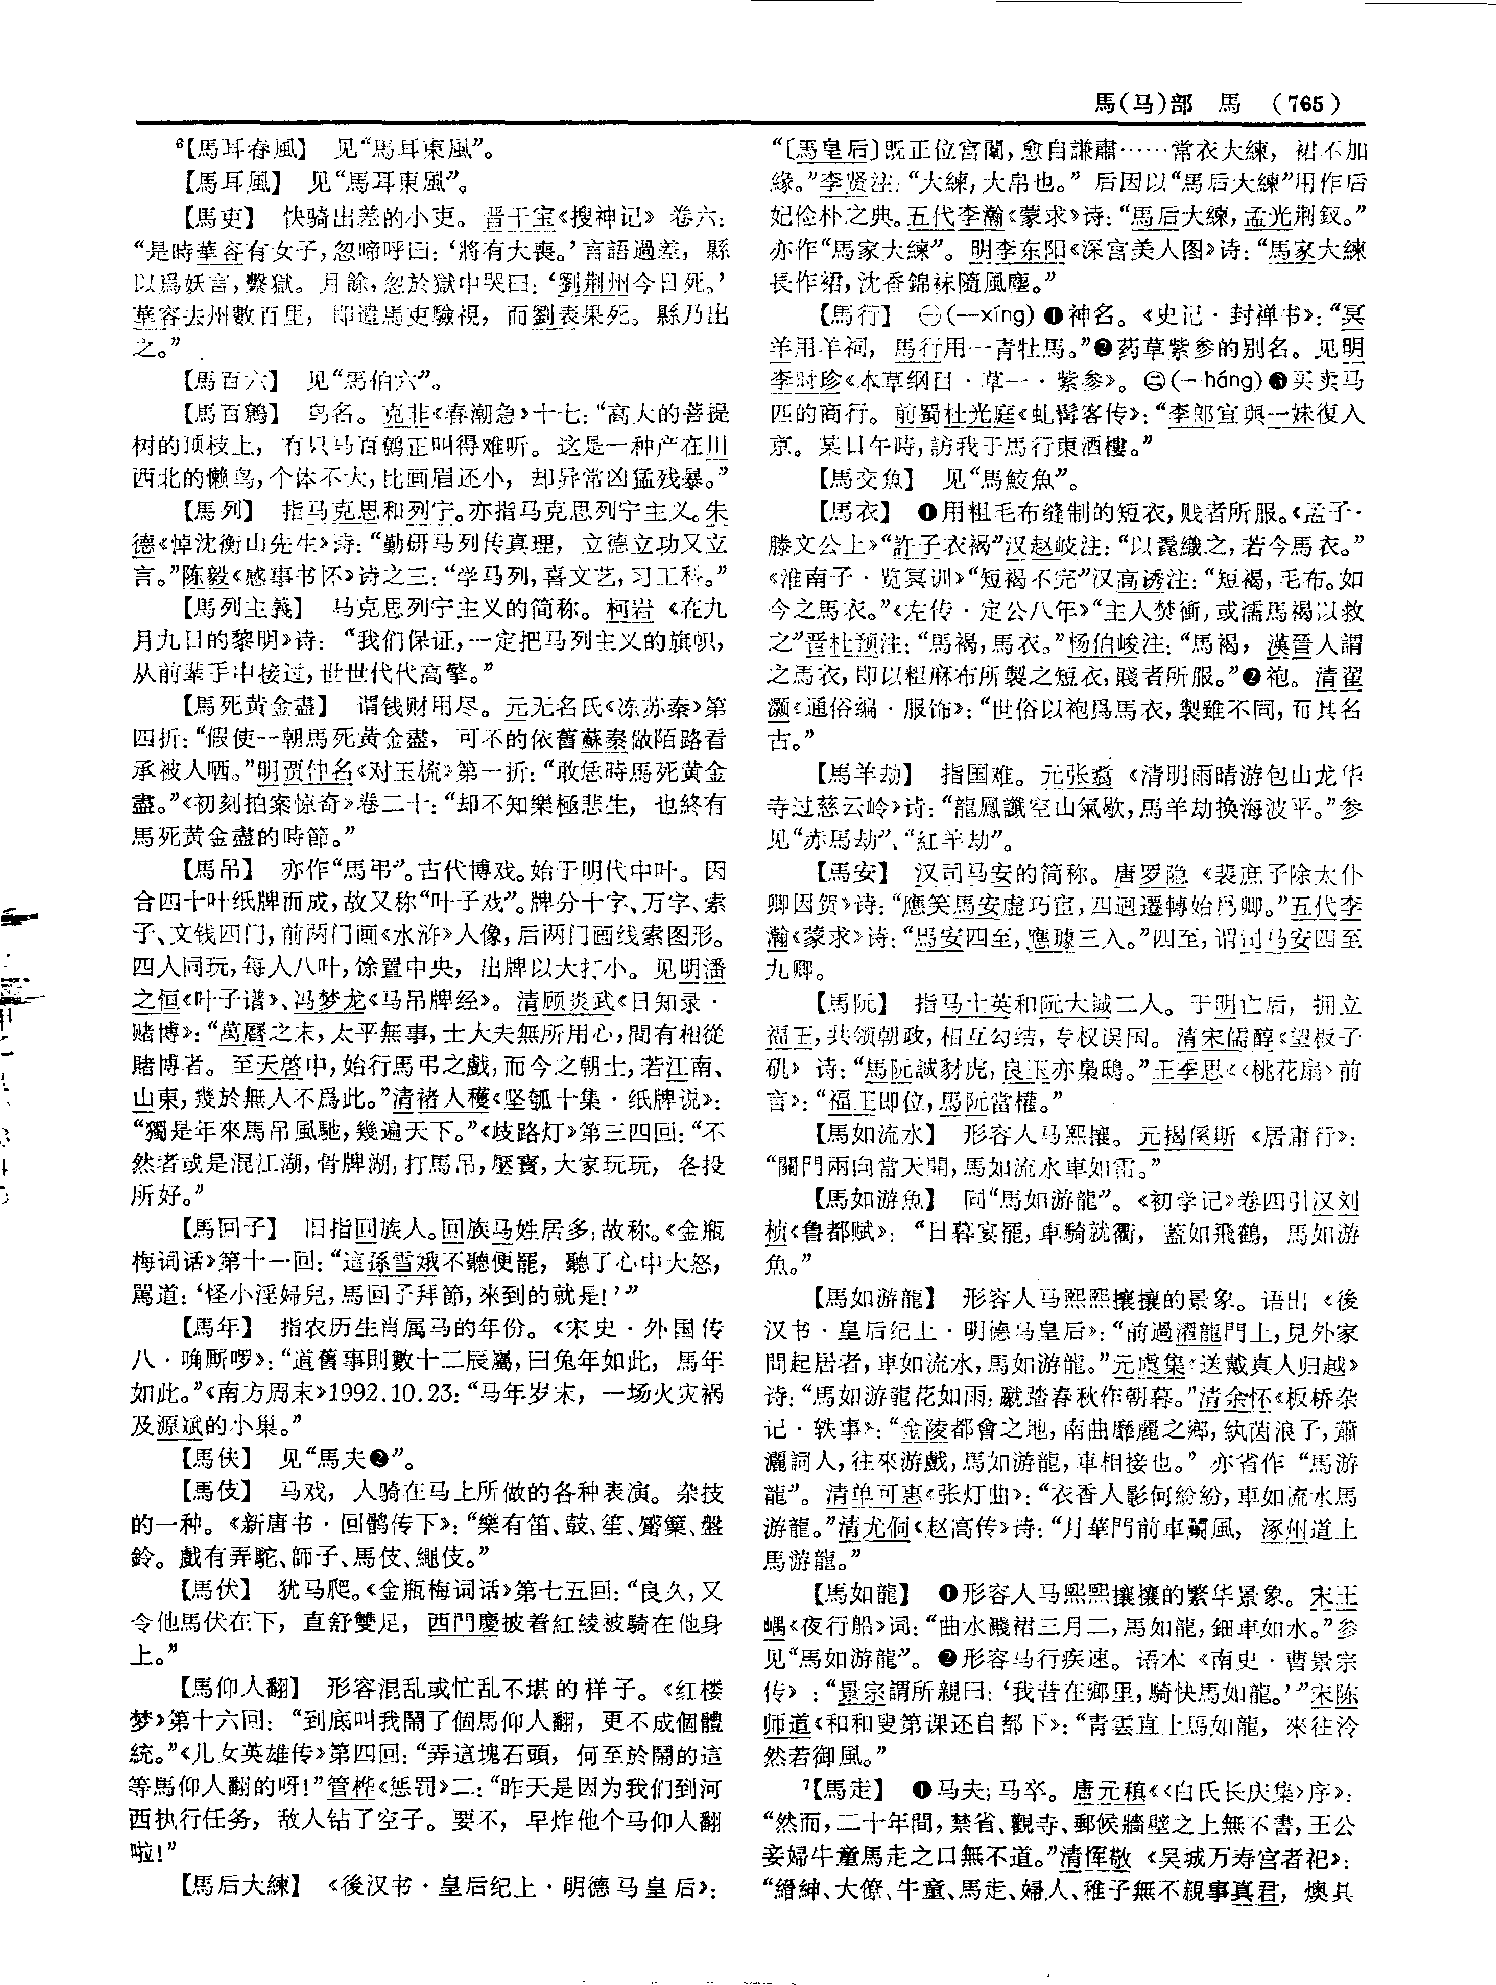 馬(马)部　馬　(765)
⁶【馬耳春風】　见“馬耳東風”。
【馬耳風】　见“馬耳東風”。
【馬吏】　快骑出差的小吏。晋干宝《搜神记》卷六：
“是時華容有女子，忽啼呼曰：‘將有大喪。’言語過差，縣
以爲妖言，繫獄。月餘，忽於獄中哭曰：‘劉荆州今日死。’
華容去州數百里，即遣馬吏驗視，而劉表果死。縣乃出
之。”
【馬百六】　见“馬伯六”。
【馬百鶺】　鸟名。克非《春潮急》十七：“高大的菩提
树的顶枝上，有只马百鹡正叫得难听。这是一种产在川
西北的懒鸟，个体不大，比画眉还小，却异常凶猛残暴。”
【馬列】　指马克思和列宁。亦指马克思列宁主义。朱
德《悼沈衡山先生》诗：“勤研马列传真理，立德立功又立
言。”陈毅《感事书怀》诗之三：“学马列，喜文艺，习工科。”
【馬列主義】　马克思列宁主义的简称。柯岩《在九
月九日的黎明》诗：“我们保证，一定把马列主义的旗帜，
从前辈手中接过，世世代代高擎。”
【馬死黄金盡】　谓钱财用尽。元无名氏《冻苏秦》第
四折：“假使一朝馬死黄金盡，可不的依舊蘇秦做陌路看
承被人哂。”明贾仲名《对玉梳》第一折：“敢恁時馬死黄金
盡。”《初刻拍案惊奇》卷二十：“却不知樂極悲生，也終有
馬死黄金盡的時節。”
【馬吊】　亦作“馬弔”。古代博戏。始于明代中叶。因
合四十叶纸牌而成，故又称“叶子戏”。牌分十字、万字、索
子、文钱四门，前两门画《水浒》人像，后两门画线索图形。
四人同玩，每人八叶，馀置中央，出牌以大打小。见明潘
之恒《叶子谱》、冯梦龙《马吊牌经》。清顾炎武《日知录·
赌博》：“萬曆之末，太平無事，士大夫無所用心，間有相從
賭博者。至天啓中，始行馬弔之戲，而今之朝士，若江南、
山東，幾於無人不爲此。”清褚人穫《坚瓠十集·纸牌说》：
“獨是年來馬吊風馳，幾遍天下。”《歧路灯》第三四回：“不
然者或是混江湖，骨牌湖，打馬吊，壓寶，大家玩玩，各投
所好。”
【馬回子】　旧指回族人。回族马姓居多，故称。《金瓶
梅词话》第十一回：“這孫雪娥不聽便罷，聽了心中大怒，
罵道：‘怪小淫婦兒，馬回子拜節，來到的就是！’”
【馬年】　指农历生肖属马的年份。《宋史·外国传
八·唃厮啰》：“道舊事則數十二辰屬，曰兔年如此，馬年
如此。”《南方周末》1992.10.23：“马年岁末，一场火灾祸
及源斌的小巢。”
【馬伕】　见“馬夫❷”。
【馬伎】　马戏，人骑在马上所做的各种表演。杂技
的一种。《新唐书·回鹘传下》：“樂有笛、鼓、笙、觱篥、盤
鈴。戲有弄駝、師子、馬伎、繩伎。”
【馬伏】　犹马爬。《金瓶梅词话》第七五回：“良久，又
令他馬伏在下，直舒雙足，西門慶披着紅綾被騎在他身
上。”
【馬仰人翻】　形容混乱或忙乱不堪的样子。《红楼
梦》第十六回：“到底叫我鬧了個馬仰人翻，更不成個體
統。”《儿女英雄传》第四回：“弄這塊石頭，何至於鬧的這
等馬仰人翻的呀！”管桦《惩罚》二：“昨天是因为我们到河
西执行任务，敌人钻了空子。要不，早炸他个马仰人翻
啦！”
【馬后大練】　《後汉书·皇后纪上·明德马皇后》：
“〔馬皇后〕既正位宫闈，愈自謙肅……常衣大練，裙不加
緣。”李贤注：“大練，大帛也。”后因以“馬后大練”用作后
妃俭朴之典。五代李瀚《蒙求》诗：“馬后大練，孟光荆釵。”
亦作“馬家大練”。明李东阳《深宫美人图》诗：“馬家大練
長作裙，沈香錦袜隨風塵。”
【馬行】　㊀(—xíng)❶神名。《史记·封禅书》：“冥
羊用羊祠，馬行用一青牡馬。”❷药草紫参的别名。见明
李时珍《本草纲目·草一·紫参》。㊁(—háng)❸买卖马
匹的商行。前蜀杜光庭《虬髯客传》：“李郎宜與一妹復入
京。某日午時，訪我于馬行東酒樓。”
【馬交魚】　见“馬鮫魚”。
【馬衣】　❶用粗毛布缝制的短衣，贱者所服。《孟子·
滕文公上》“許子衣褐”汉赵岐注：“以毳織之，若今馬衣。”
《淮南子·览冥训》“短褐不完”汉高诱注：“短褐，毛布。如
今之馬衣。”《左传·定公八年》“主人焚衝，或濡馬褐以救
之”晋杜预注：“馬褐，馬衣。”杨伯峻注：“馬褐，漢晉人謂
之馬衣，即以粗麻布所製之短衣，賤者所服。”❷袍。清翟
灏《通俗编·服饰》：“世俗以袍爲馬衣，製雖不同，而其名
古。”
【馬羊劫】　指国难。元张翥《清明雨晴游包山龙华
寺过慈云岭》诗：“龍鳳讖空山氣歇，馬羊劫换海波平。”参
见“赤馬劫”、“紅羊劫”。
【馬安】　汉司马安的简称。唐罗隐《裴庶子除太仆
卿因贺》诗：“應笑馬安虚巧宦，四迴遷轉始爲卿。”五代李
瀚《蒙求》诗：“馬安四至，應璩三入。”四至，谓司马安四至
九卿。
【馬阮】　指马士英和阮大鋮二人。于明亡后，拥立
福王，共领朝政，相互勾结，专权误国。清宋儒醇《望板子
矶》诗：“馬阮誠豺虎，良玉亦梟鴟。”王季思《〈桃花扇〉前
言》：“福王即位，馬阮當權。”
【馬如流水】　形容人马熙攘。元揭傒斯《居庸行》：
“關門兩向當天開，馬如流水車如雷。”
【馬如游魚】　同“馬如游龍”。《初学记》卷四引汉刘
桢《鲁都赋》：“日暮宴罷，車騎就衢，蓋如飛鶴，馬如游
魚。”
【馬如游龍】　形容人马熙熙攘攘的景象。语出《後
汉书·皇后纪上·明德马皇后》：“前過濯龍門上，見外家
問起居者，車如流水，馬如游龍。”元虞集《送戴真人归越》
诗：“馬如游龍花如雨，蹴踏春秋作朝暮。”清余怀《板桥杂
记·轶事》：“金陵都會之地，南曲靡麗之鄉，紈茵浪子，蕭
灑詞人，往來游戲，馬如游龍，車相接也。”亦省作“馬游
龍”。清单可惠《张灯曲》：“衣香人影何紛紛，車如流水馬
游龍。”清尤侗《赵高传》诗：“月華門前車鬭風，涿州道上
馬游龍。”
【馬如龍】　❶形容人马熙熙攘攘的繁华景象。宋王
嵎《夜行船》词：“曲水濺裙三月二，馬如龍，鈿車如水。”参
见“馬如游龍”。❷形容马行疾速。语本《南史·曹景宗
传》：“景宗謂所親曰：‘我昔在鄉里，騎快馬如龍。’”宋陈
师道《和和叟第课还自都下》：“青雲直上馬如龍，來往泠
然若御風。”
⁷【馬走】　❶马夫；马卒。唐元稹《〈白氏长庆集〉序》：
“然而，二十年間，禁省、觀寺、郵候牆壁之上無不書，王公
妾婦牛童馬走之口無不道。”清恽敬《吴城万寿宫者祀》：
“縉紳、大僚、牛童、馬走、婦人、稚子無不親事真君，燠具